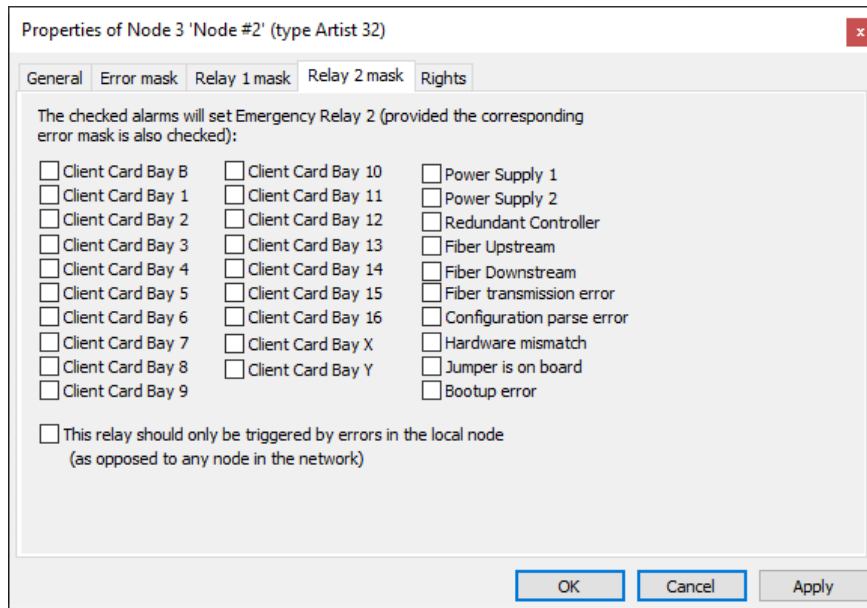 Properties of Node 3 'Node #2' (type Artist 32)
x
General Error mask Relay 1 mask Relay 2 mask Rights
The checked alarms will set Emergency Relay 2 (provided the corresponding
error mask is also checked):
Client Card Bay B
Client Card Bay 1
Client Card Bay 2
Client Card Bay 3
Client Card Bay 4
Client Card Bay 5
Client Card Bay 6
Client Card Bay 7
Client Card Bay 8
Client Card Bay 9
Client Card Bay 10
Client Card Bay 11
Client Card Bay 12
Client Card Bay 13
Client Card Bay 14
Client Card Bay 15
Client Card Bay 16
Client Card Bay X
Client Card Bay Y
Power Supply 1
Power Supply 2
Redundant Controller
Fiber Upstream
Fiber Downstream
Fiber transmission error
Configuration parse error
Hardware mismatch
Jumper is on board
Bootup error
This relay should only be triggered by errors in the local node
(as opposed to any node in the network)
OK Cancel Apply